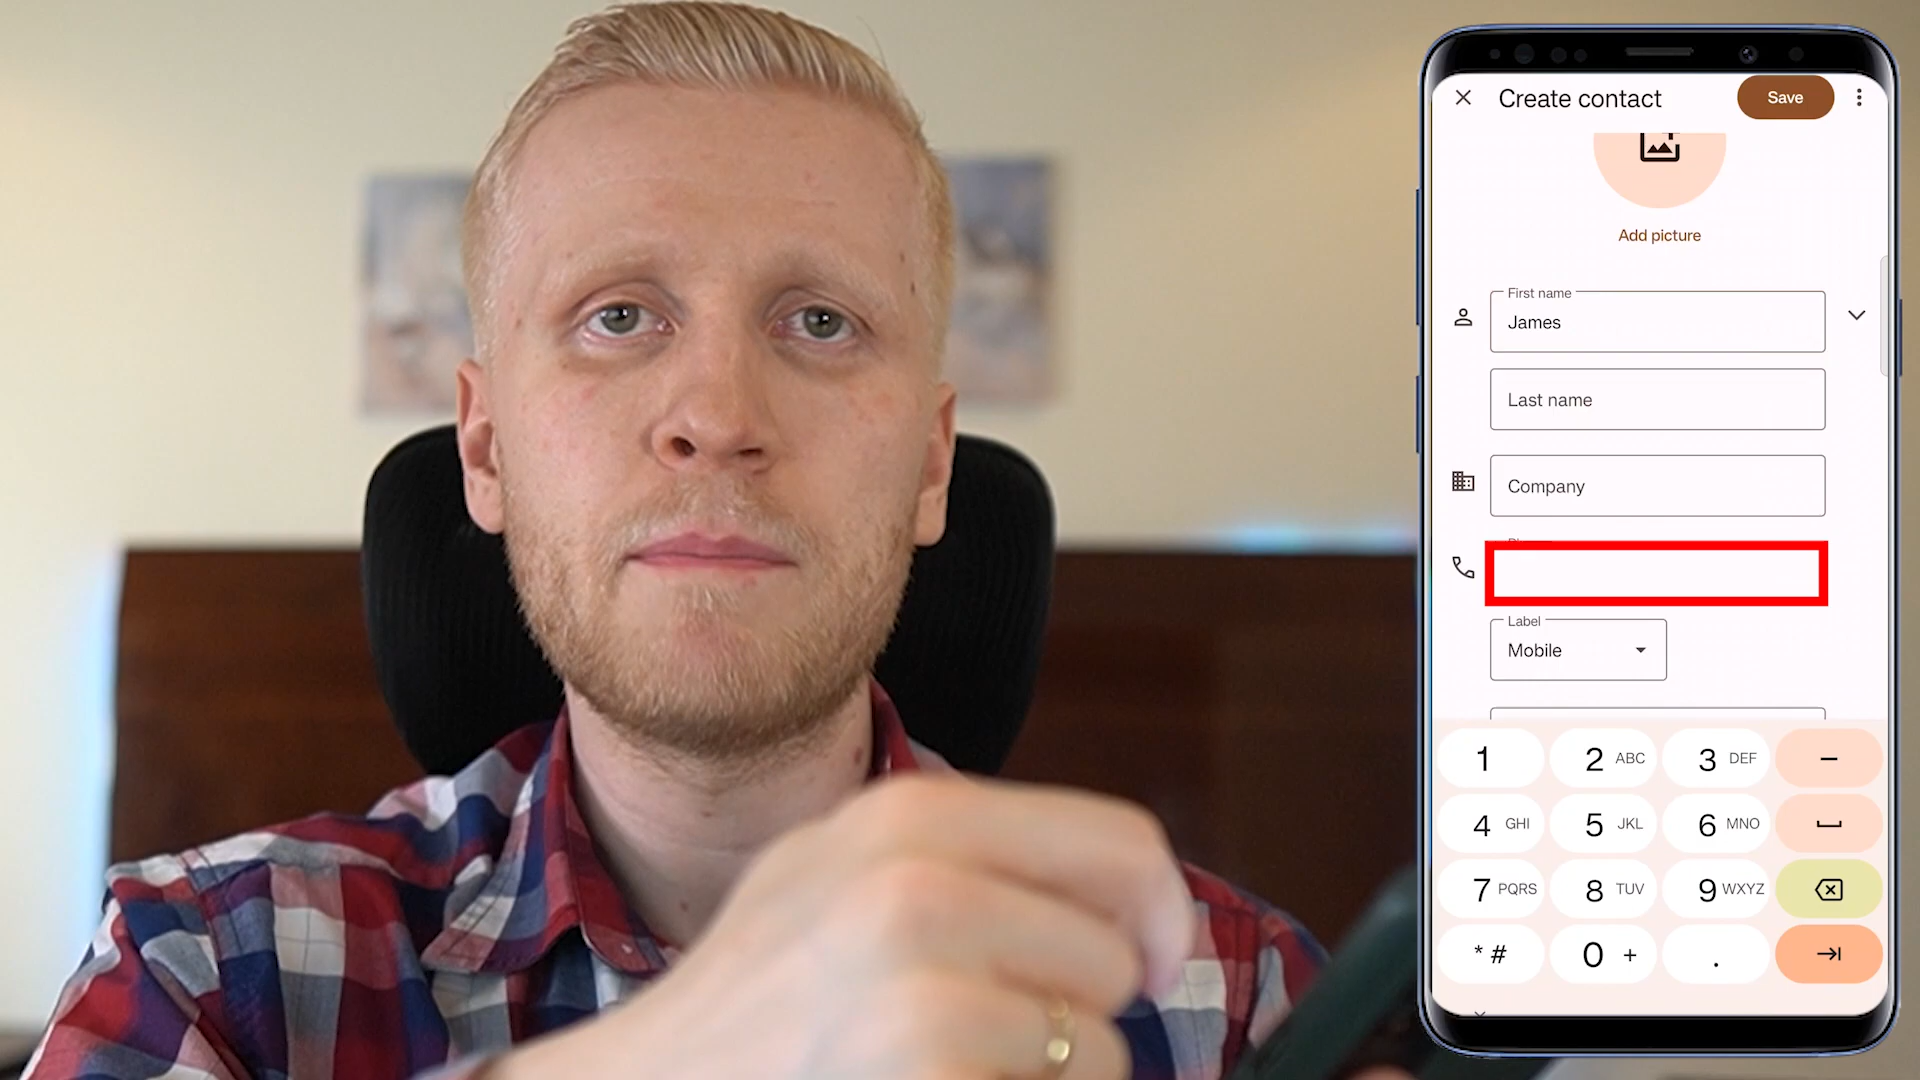 Create contact
Save
Add picture
First name
James
Last name
Company
Label
Mobile
1
2 ABC
3 DEF
4 GHI
5 JKL
6 MNO
7 PQRS
8 TUV
9 WXYZ
* #
0 +
.